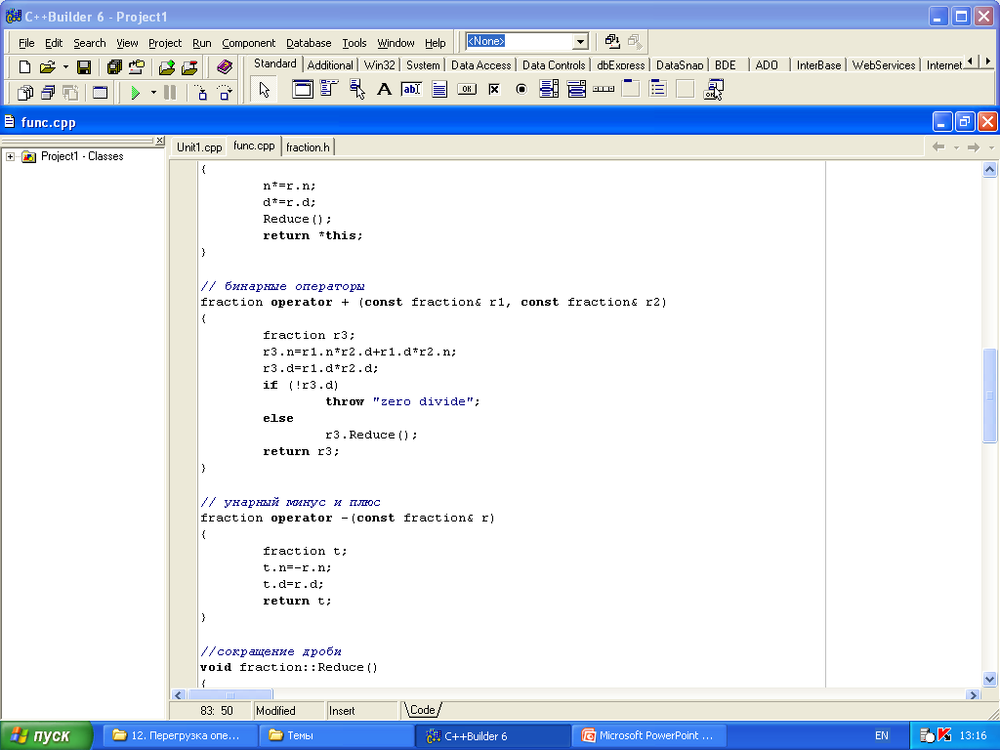 C++Builder 6 - Project1
File Edit Search View Project Run Component Database Tools Window Help <None>
Standard Additional Win32 System Data Access Data Controls dbExpress DataSnap BDE ADO InterBase WebServices Internet
func.cpp
Unit1.cpp func.cpp fraction.h
Project1 - Classes
{
n*=r.n;
d*=r.d;
Reduce();
return *this;
}
// бинарные операторы
fraction operator + (const fraction& r1, const fraction& r2)
{
fraction r3;
r3.n=r1.n*r2.d+r1.d*r2.n;
r3.d=r1.d*r2.d;
if (!r3.d)
throw "zero divide";
else
r3.Reduce();
return r3;
}
// унарный минус и плюс
fraction operator -(const fraction& r)
{
fraction t;
t.n=-r.n;
t.d=r.d;
return t;
}
//сокращение дроби
void fraction::Reduce()
{
83: 50 Modified Insert Code
пуск 12. Перегрузка опе... Темы C++Builder 6 Microsoft PowerPoint ... EN 13:16